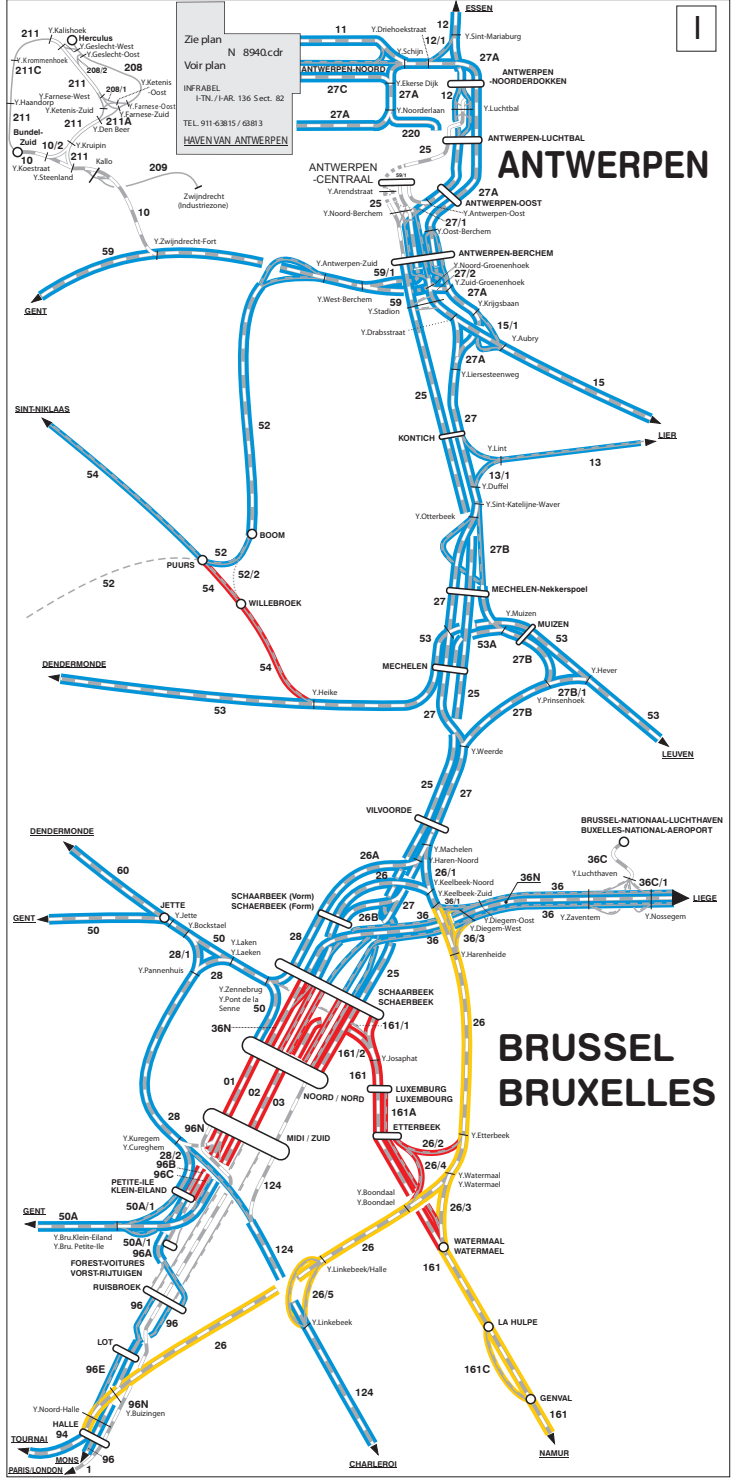 ESSEN
I
Zie plan
N 8940.cdr
Voir plan
INFRABEL
I-TN. / I-AR. 136 Sect. 82
TEL. 911-63815 / 63813
HAVEN VAN ANTWERPEN
11
Y.Driehoekstraat
12
12/1
Y.Sint-Mariaburg
Y.Schijn
27A
ANTWERPEN-NOORD
27C
27A
Y.Ekerse Dijk
Y.Noorderlaan
220
12
ANTWERPEN
-NOORDERDOKKEN
Y.Luchtbal
ANTWERPEN-LUCHTBAL
25
ANTWERPEN
211
Y.Kalishoek
Herculus
Y.Geslecht-West
Y.Geslecht-Oost
Y.Krommenhoek
211C
208/2
208
211
208/1
Y.Ketenis
-Oost
Y.Farnese-West
Y.Haandorp
Y.Ketenis-Zuid
Y.Farnese-Oost
Y.Farnese-Zuid
211
211
211A
Y.Den Beer
Bundel-
Zuid
10
10/2
Y.Kruipin
211
Kallo
Y.Koestraat
Y.Steenland
209
Zwijndrecht
(Industriezone)
10
ANTWERPEN
-CENTRAAL
59/1
Y.Arendstraat
25
27A
ANTWERPEN-OOST
Y.Noord-Berchem
Y.Antwerpen-Oost
27/1
Y.Oost-Berchem
59
Y.Zwijndrecht-Fort
GENT
Y.Antwerpen-Zuid
59/1
Y.West-Berchem
59
ANTWERPEN-BERCHEM
Y.Noord-Groenenhoek
27/2
Y.Zuid-Groenenhoek
27A
Y.Stadion
Y.Krijgsbaan
Y.Drabsstraat
15/1
Y.Aubry
27A
Y.Liersesteenweg
15
LIER
25
27
KONTICH
Y.Lint
13
13/1
Y.Duffel
Y.Sint-Katelijne-Waver
Y.Otterbeek
27B
SINT-NIKLAAS
54
52
BOOM
PUURS
52
52/2
54
52
WILLEBROEK
54
MECHELEN-Nekkerspoel
27
Y.Muizen
MUIZEN
53
53A
53
27B
MECHELEN
Y.Hever
27B/1
Y.Prinsenhoek
27B
25
27
53
LEUVEN
DENDERMONDE
53
Y.Heike
Y.Weerde
25
27
VILVOORDE
BRUSSEL-NATIONAAL-LUCHTHAVEN
BUXELLES-NATIONAL-AEROPORT
DENDERMONDE
60
Y.Machelen
Y.Haren-Noord
26A
26/1
26
Y.Keelbeek-Noord
Y.Keelbeek-Zuid
36N
36C
Y.Luchthaven
36C/1
36/1
36
36
LIEGE
Y.Zaventem
Y.Nossegem
SCHAARBEEK (Vorm)
SCHAERBEEK (Form)
26B
27
36
36
Y.Diegem-Oost
Y.Diegem-West
36/3
Y.Harenheide
JETTE
GENT
50
Y.Jette
Y.Bockstael
50
Y.Laken
Y.Laeken
28/1
Y.Pannenhuis
28
28
25
Y.Zennebrug
Y.Pont de la
Senne
50
SCHAARBEEK
SCHAERBEEK
36N
161/1
161/2
Y.Josaphat
161
26
BRUSSEL
BRUXELLES
01
02
03
NOORD / NORD
LUXEMBURG
LUXEMBOURG
161A
ETTERBEEK
28
96N
MIDI / ZUID
Y.Kuregem
Y.Cureghem
28/2
96B
96C
PETITE-ILE
KLEIN-EILAND
124
26/2
Y.Etterbeek
26/4
Y.Watermaal
Y.Watermael
Y.Boondaal
Y.Boondael
26/3
GENT
50A
50A/1
Y.Bru.Klein-Eiland
Y.Bru. Petite-Ile
50A/1
96A
FOREST-VOITURES
VORST-RIJTUIGEN
RUISBROEK
96
96
124
26
Y.Linkebeek/Halle
26/5
Y.Linkebeek
WATERMAAL
WATERMAEL
161
LA HULPE
161C
GENVAL
161
NAMUR
LOT
26
96E
124
96N
Y.Buizingen
Y.Noord-Halle
HALLE
94
TOURNAI
MONS
96
PARIS/LONDON
1
CHARLEROI